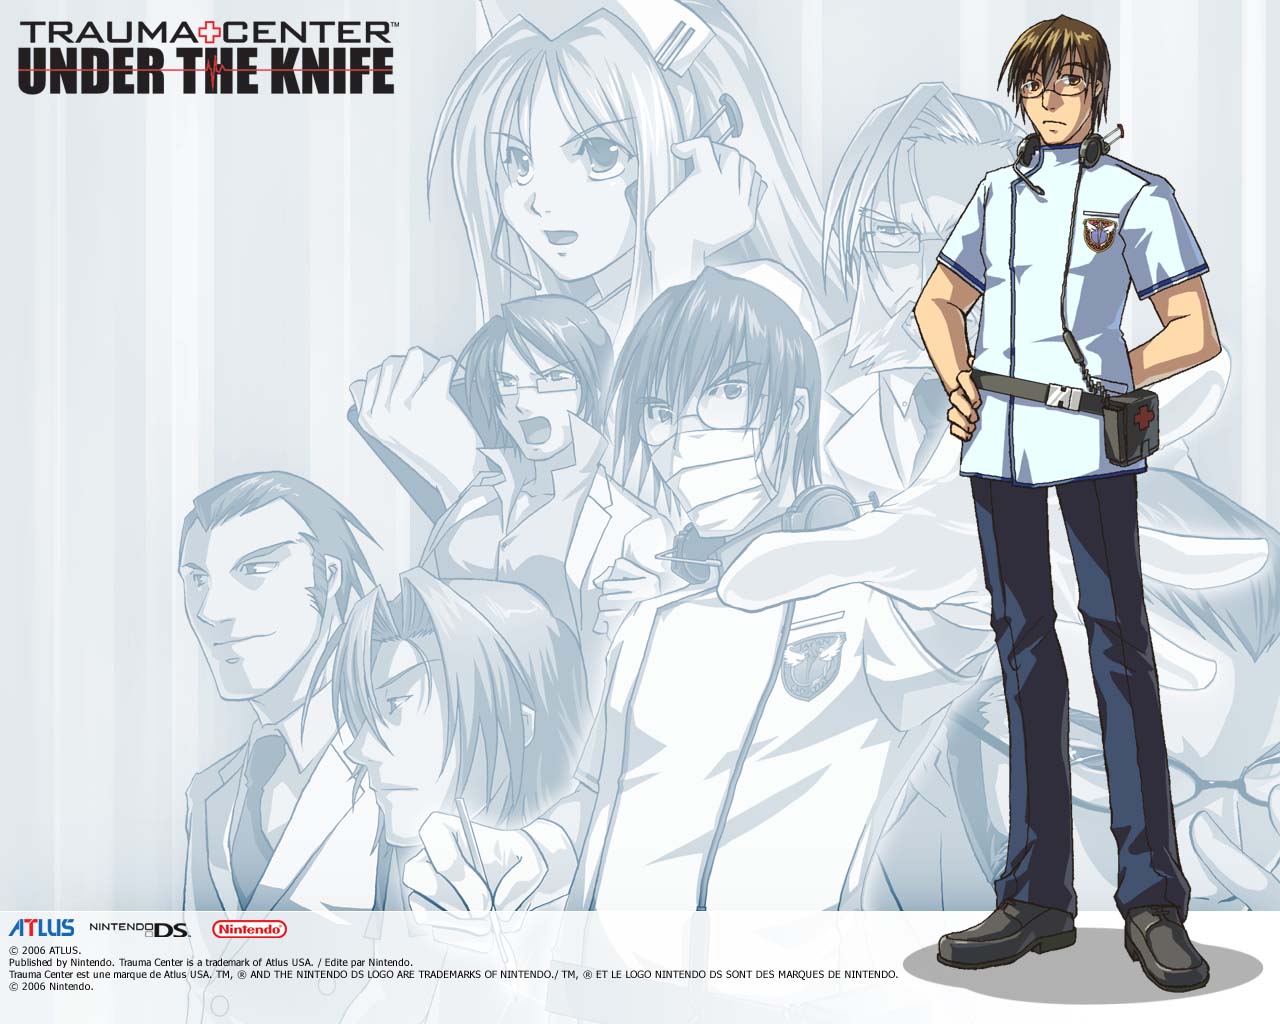 TRAUMA CENTER™
UNDER THE KNIFE
ATLUS NINTENDO DS™ Nintendo®
© 2006 ATLUS.
Published by Nintendo. Trauma Center is a trademark of Atlus USA. / Edite par Nintendo.
Trauma Center est une marque de Atlus USA. TM, ® AND THE NINTENDO DS LOGO ARE TRADEMARKS OF NINTENDO./ TM, ® ET LE LOGO NINTENDO DS SONT DES MARQUES DE NINTENDO.
© 2006 Nintendo.